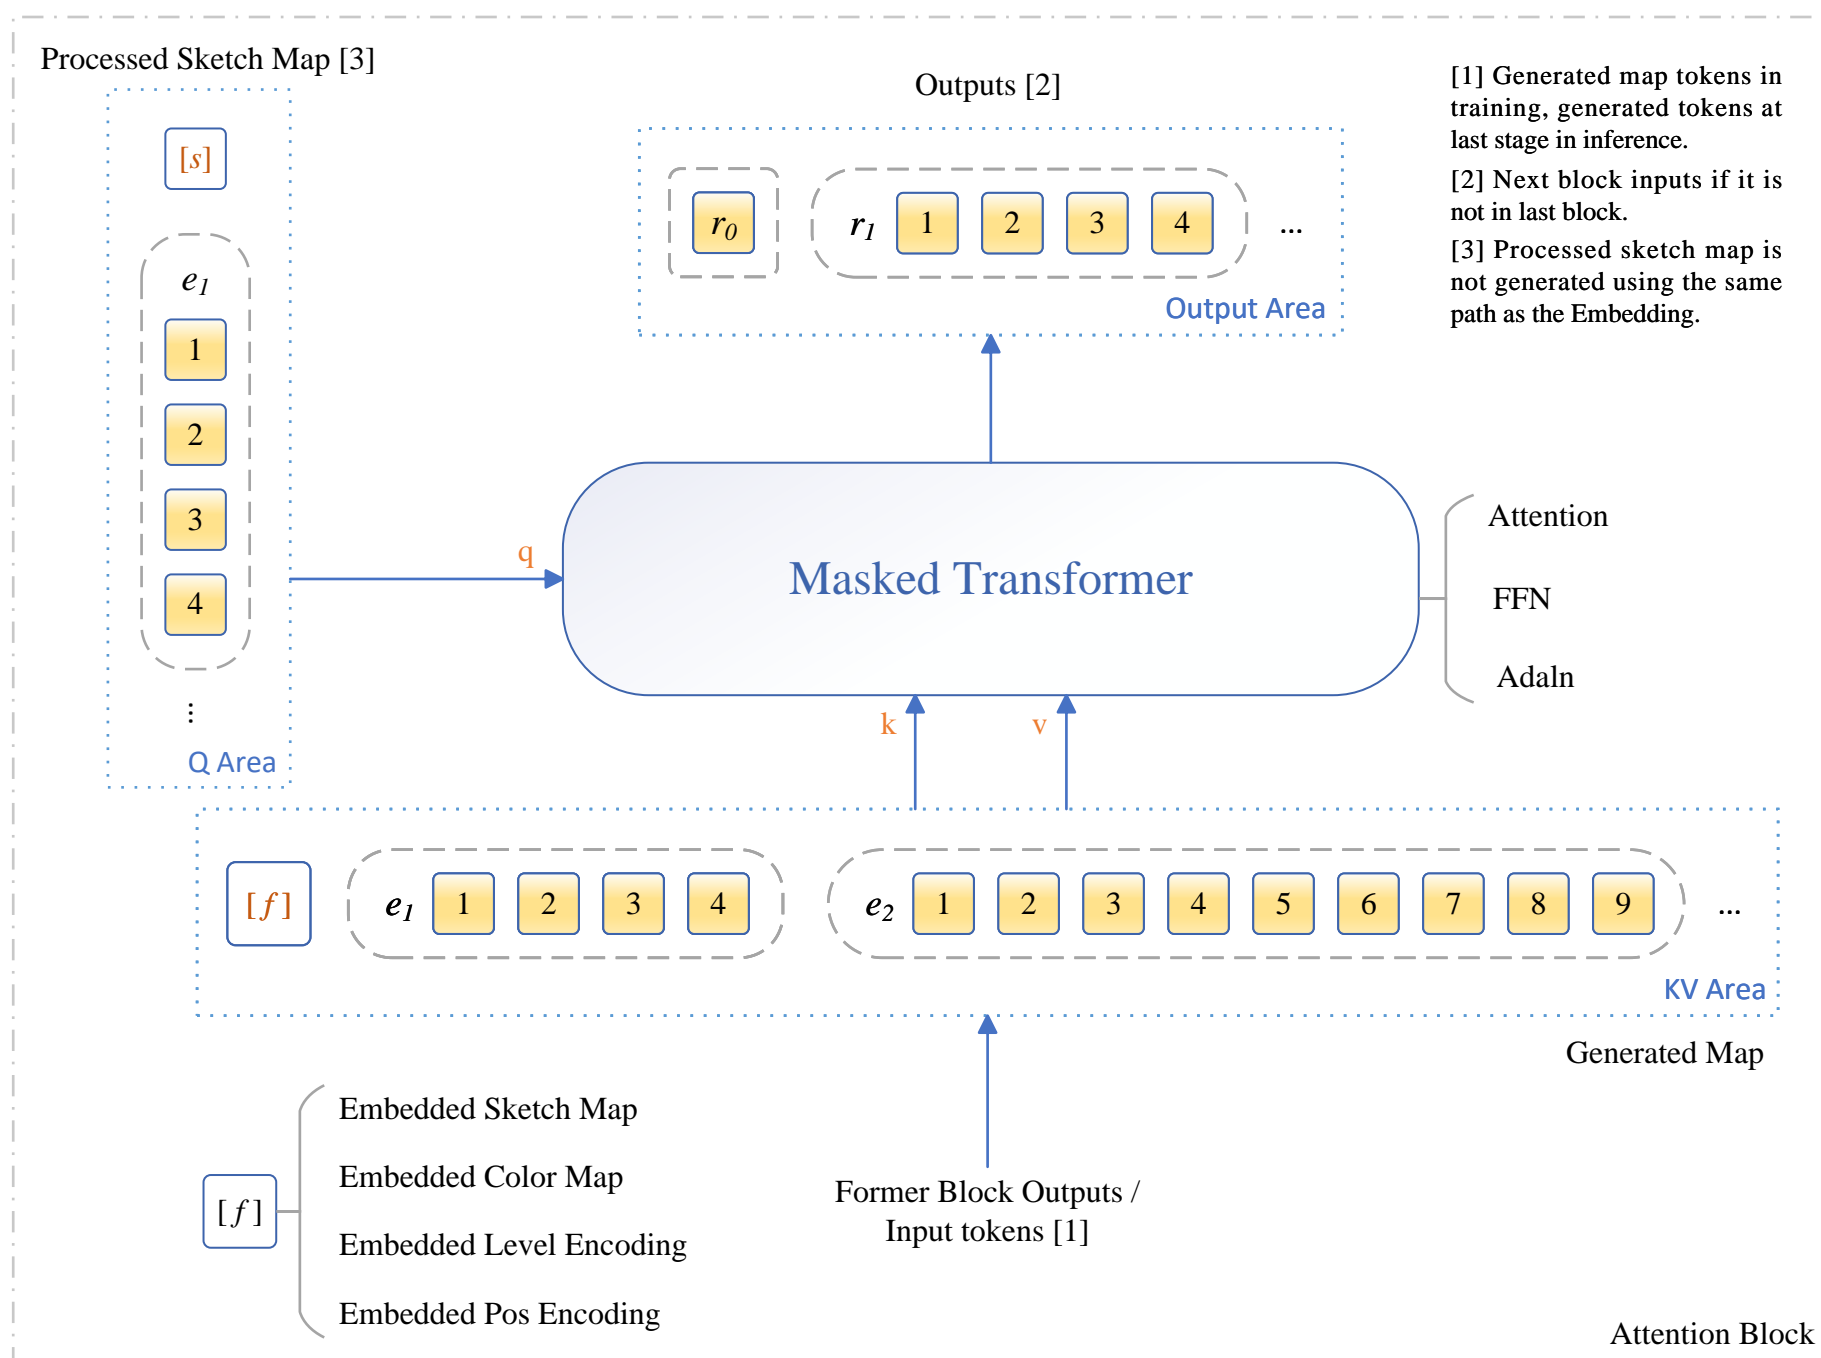 Processed Sketch Map [3]
[s]
e1
1
2
3
4
...
Q Area
Outputs [2]
r0
r1 1 2 3 4 ...
Output Area
[1] Generated map tokens in
training, generated tokens at
last stage in inference.
[2] Next block inputs if it is
not in last block.
[3] Processed sketch map is
not generated using the same
path as the Embedding.
q
Masked Transformer
Attention
FFN
Adaln
k
v
[f]
e1 1 2 3 4
e2 1 2 3 4 5 6 7 8 9 ...
KV Area
Generated Map
[f]
Embedded Sketch Map
Embedded Color Map
Embedded Level Encoding
Embedded Pos Encoding
Former Block Outputs /
Input tokens [1]
Attention Block